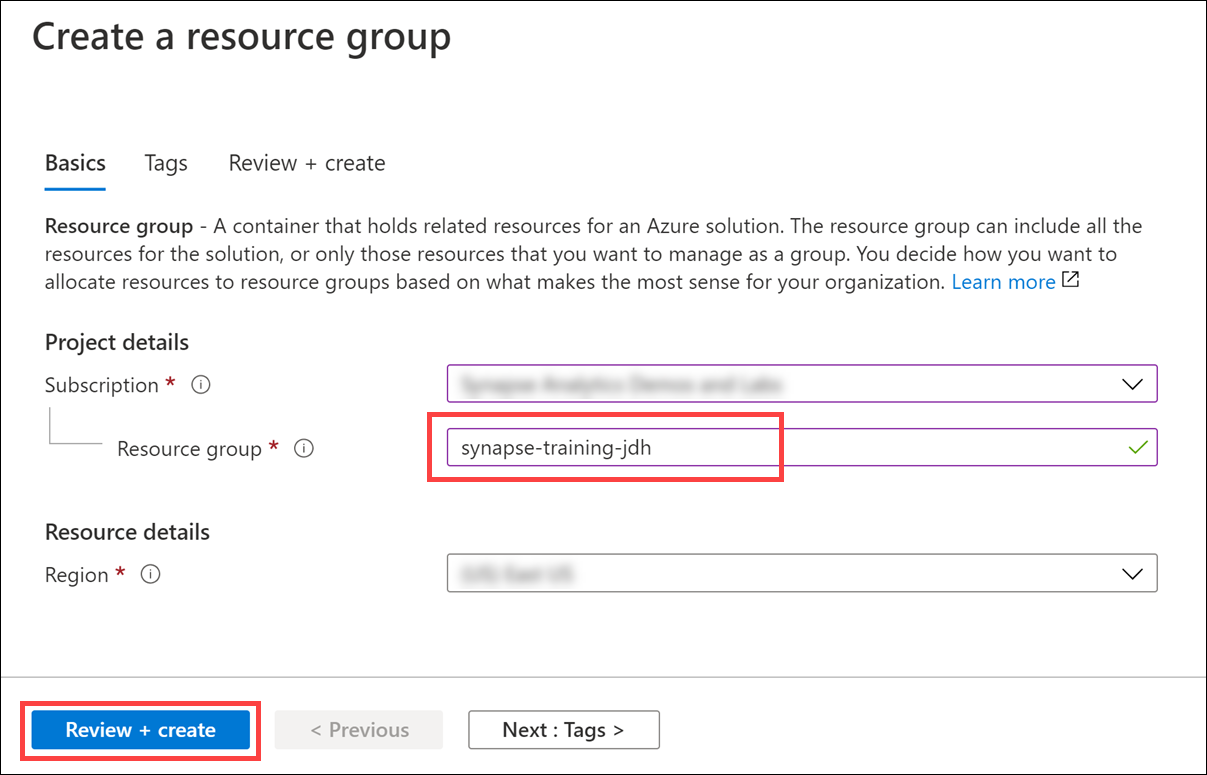 Create a resource group
Basics Tags Review + create
Resource group - A container that holds related resources for an Azure solution. The resource group can include all the
resources for the solution, or only those resources that you want to manage as a group. You decide how you want to
allocate resources to resource groups based on what makes the most sense for your organization. Learn more
Project details
Subscription *
Resource group * synapse-training-jdh
Resource details
Region *
Review + create < Previous Next : Tags >